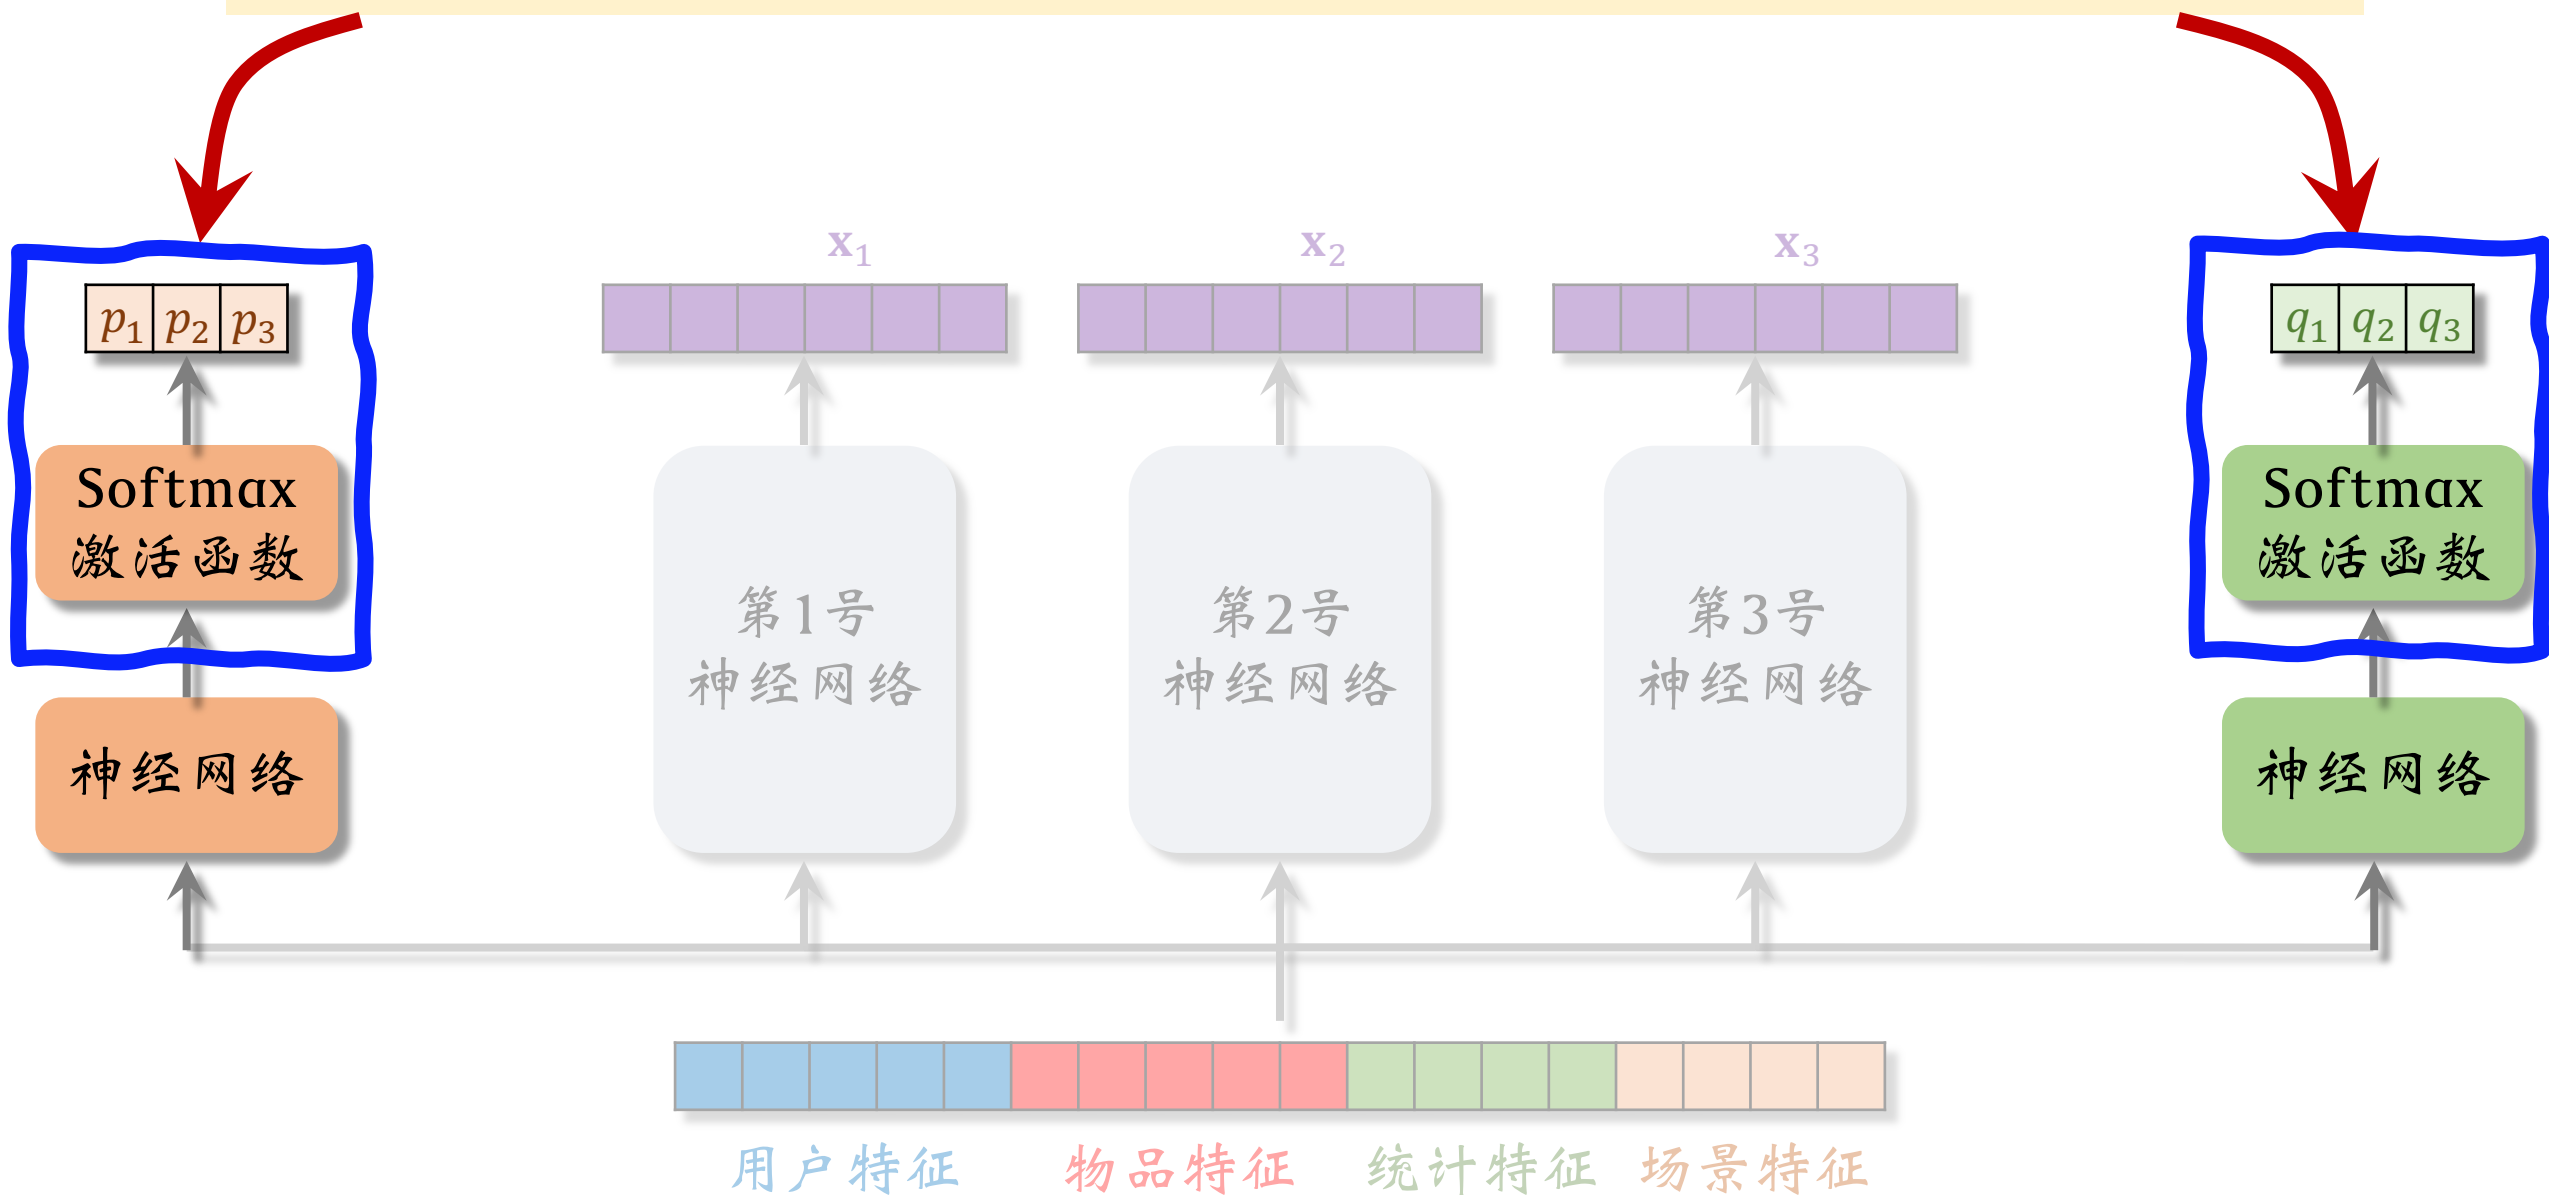 x₁ x₂ x₃
p₁ p₂ p₃
q₁ q₂ q₃
Softmax
激活函数
Softmax
激活函数
第1号
神经网络
第2号
神经网络
第3号
神经网络
神经网络
神经网络
用户特征 物品特征 统计特征 场景特征